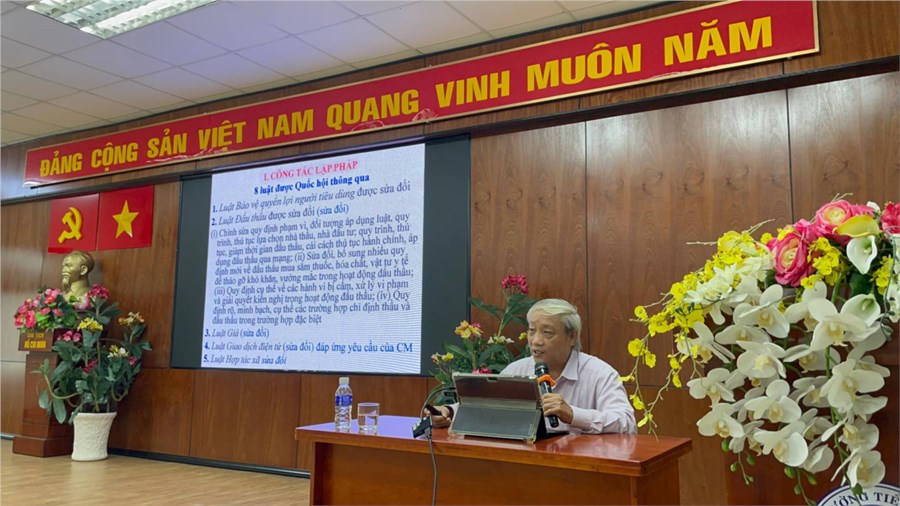 ĐẢNG CỘNG SẢN VIỆT NAM QUANG VINH MUÔN NĂM
I. CÔNG TÁC LẬP PHÁP
8 luật được Quốc hội thông qua
1. Luật Bảo vệ quyền lợi người tiêu dùng được sửa đổi
2. Luật Đấu thầu được sửa đổi (sửa đổi)
(i) Chỉnh sửa quy định phạm vi, đối tượng áp dụng luật, quy
trình, thủ tục lựa chọn nhà thầu, nhà đầu tư; quy trình, thủ
tục, giảm thời gian đấu thầu, cải cách thủ tục hành chính, áp
dụng đấu thầu qua mạng; (ii) Sửa đổi, bổ sung nhiều quy
định mới về đấu thầu mua sắm thuốc, hóa chất, vật tư y tế
để tháo gỡ khó khăn, vướng mắc trong hoạt động đấu thầu;
(iii) Quy định cụ thể về các hành vi bị cấm, xử lý vi phạm
và giải quyết kiến nghị trong hoạt động đấu thầu; (iv) Quy
định rõ, minh bạch, cụ thể các trường hợp chỉ định thầu và
đấu thầu trong trường hợp đặc biệt
3. Luật Giá (sửa đổi)
4. Luật Giao dịch điện tử (sửa đổi) đáp ứng yêu cầu của CM
5. Luật Hợp tác xã sửa đổi
HỒ CHÍ MINH